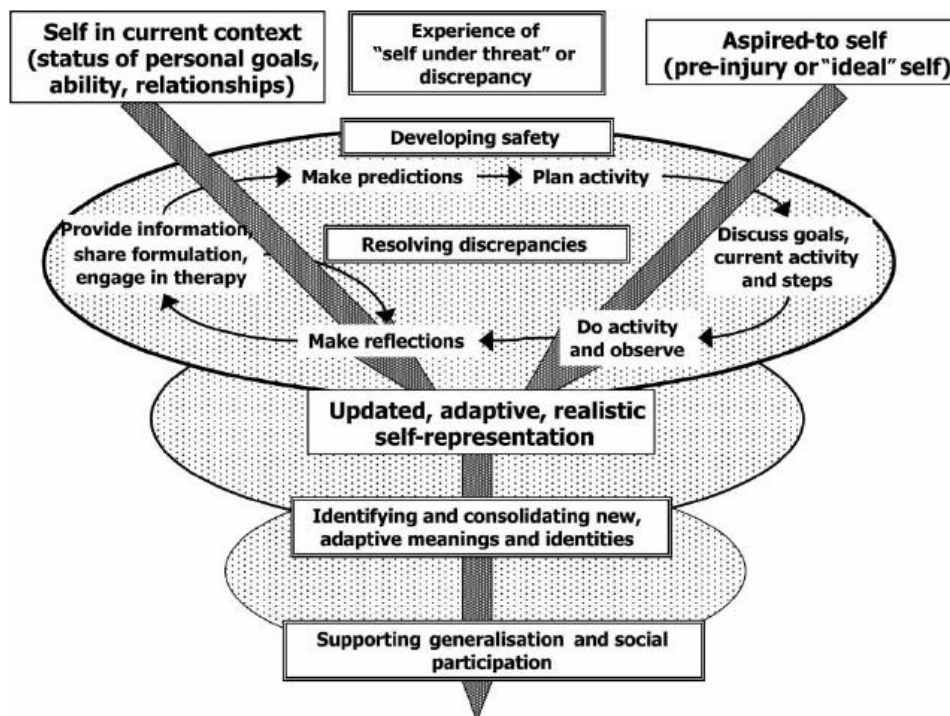 Self in current context
(status of personal goals,
ability, relationships)
Experience of
“self under threat” or
discrepancy
Aspired-to self
(pre-injury or “ideal” self)
Developing safety
Make predictions
Plan activity
Provide information,
share formulation,
engage in therapy
Resolving discrepancies
Discuss goals,
current activity
and steps
Make reflections
Do activity
and observe
Updated, adaptive, realistic
self-representation
Identifying and consolidating new,
adaptive meanings and identities
Supporting generalisation and social
participation